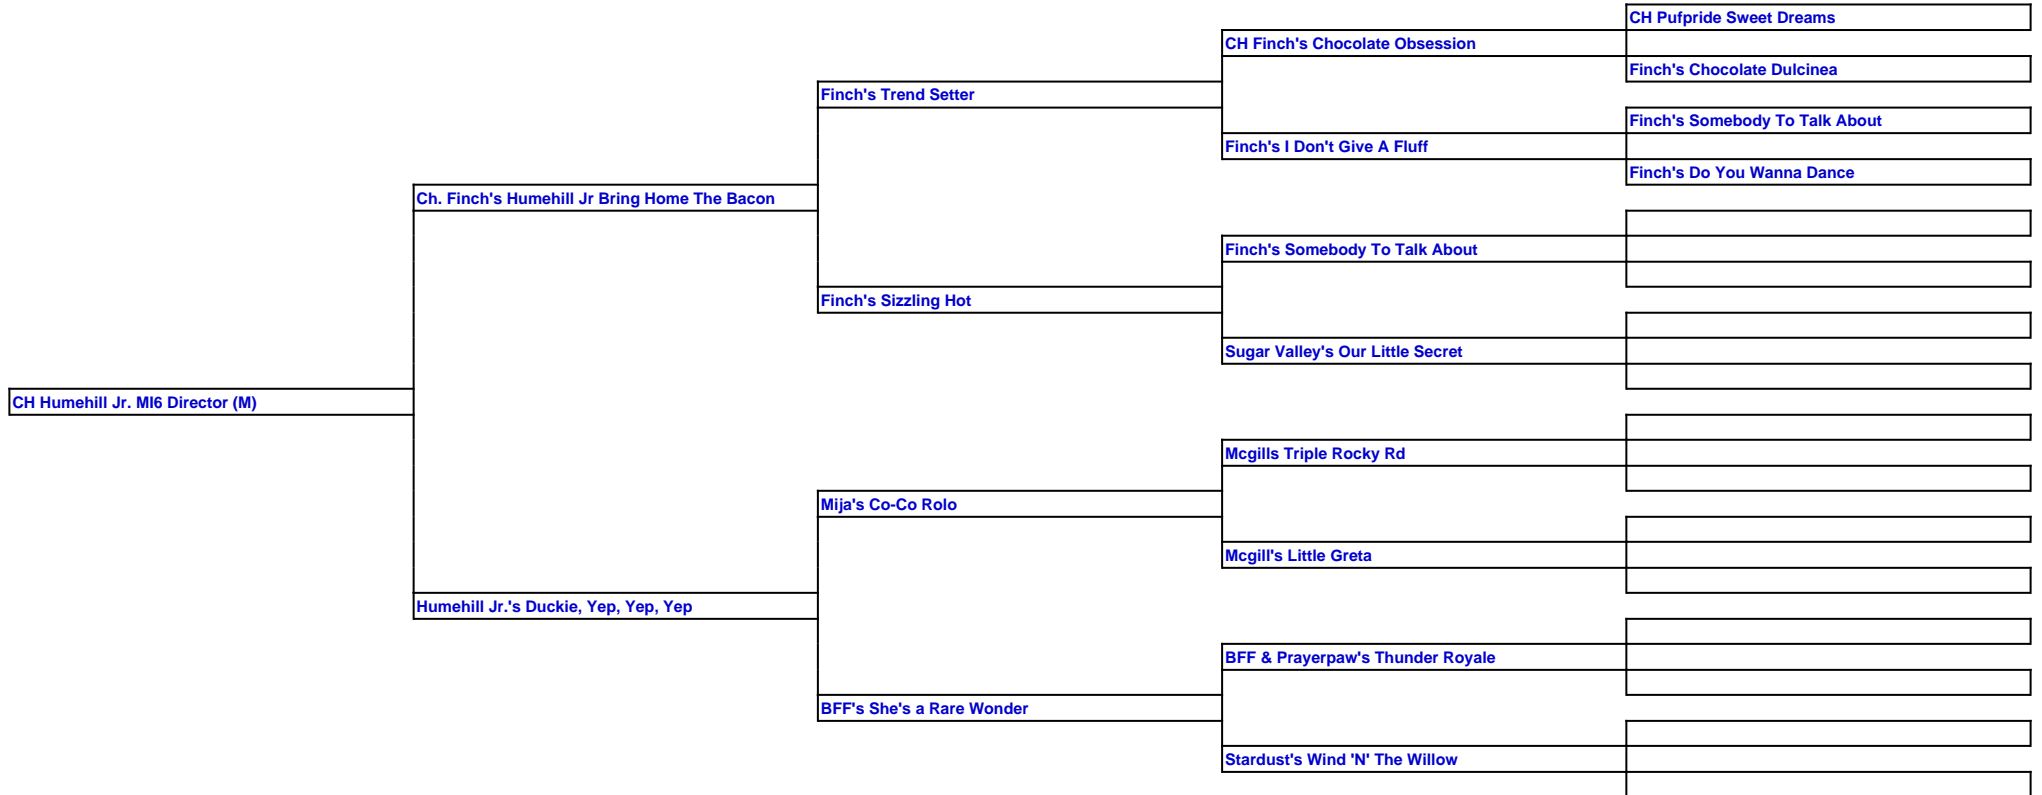 CH Pufpride Sweet Dreams
CH Finch's Chocolate Obsession
Finch's Chocolate Dulcinea
Finch's Trend Setter
Finch's Somebody To Talk About
Finch's I Don't Give A Fluff
Finch's Do You Wanna Dance
Ch. Finch's Humehill Jr Bring Home The Bacon
Finch's Somebody To Talk About
Finch's Sizzling Hot
Sugar Valley's Our Little Secret
CH Humehill Jr. MI6 Director (M)
Mcgills Triple Rocky Rd
Mija's Co-Co Rolo
Mcgill's Little Greta
Humehill Jr.'s Duckie, Yep, Yep, Yep
BFF & Prayerpaw's Thunder Royale
BFF's She's a Rare Wonder
Stardust's Wind 'N' The Willow